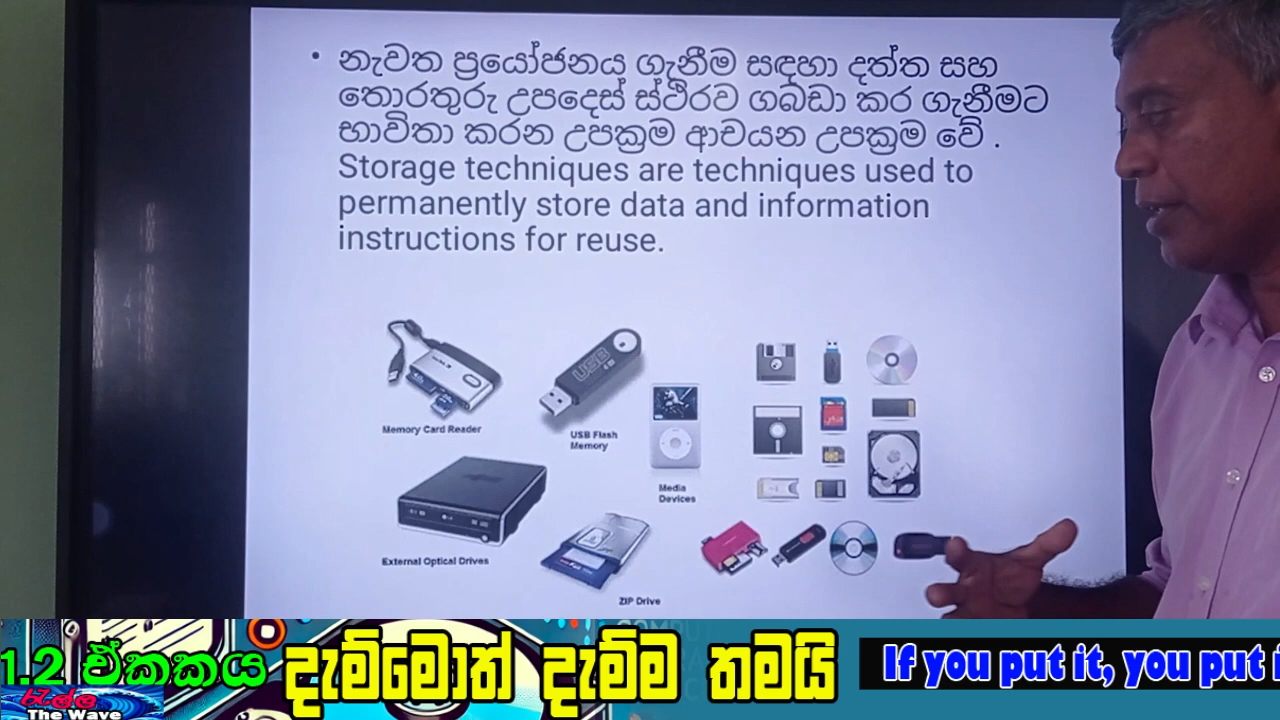 • නැවත ප්‍රයෝජනය ගැනීම සඳහා දත්ත සහ
තොරතුරු උපදෙස් ස්ථිරව ගබඩා කර ගැනීමට
භාවිතා කරන උපක්‍රම ආචයන උපක්‍රම වේ .
Storage techniques are techniques used to
permanently store data and information
instructions for reuse.
Memory Card Reader
USB
USB Flash
Memory
Media
Devices
External Optical Drives
ZIP Drive
1.2 ඒකකය
දැම්මොත් දැම්ම තමයි
If you put it, you put i
රැල්ල
The Wave